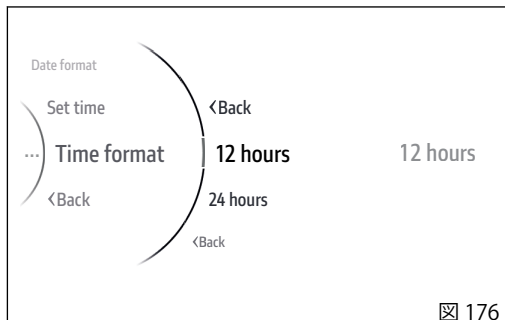 Date format
Set time
... Time format
‹Back
‹Back
12 hours
24 hours
‹Back
12 hours
図 176